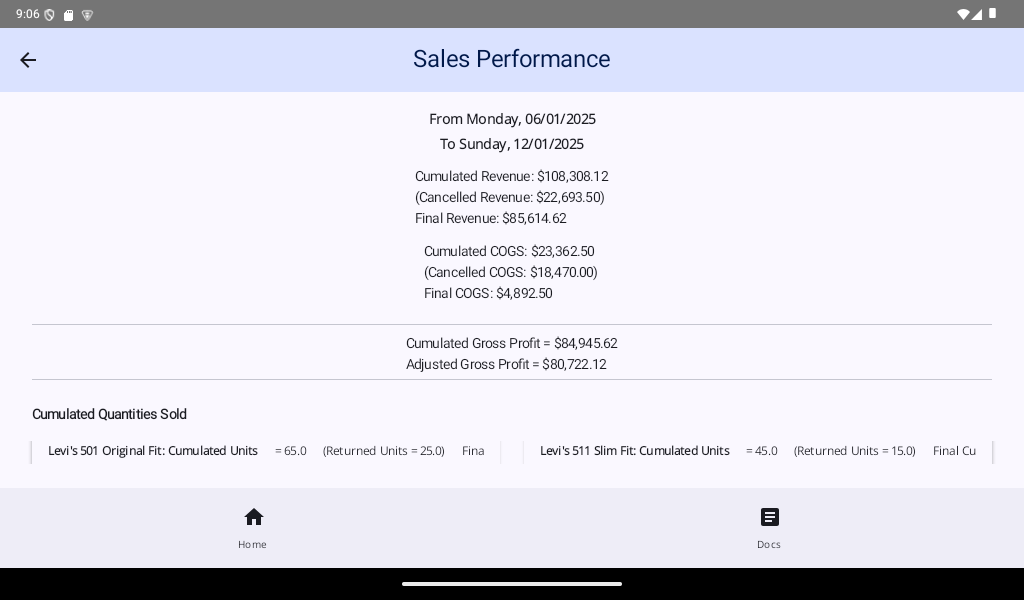 9:06
Sales Performance
From Monday, 06/01/2025
To Sunday, 12/01/2025
Cumulated Revenue: $108,308.12
(Cancelled Revenue: $22,693.50)
Final Revenue: $85,614.62
Cumulated COGS: $23,362.50
(Cancelled COGS: $18,470.00)
Final COGS: $4,892.50
Cumulated Gross Profit = $84,945.62
Adjusted Gross Profit = $80,722.12
Cumulated Quantities Sold
Levi's 501 Original Fit: Cumulated Units = 65.0 (Returned Units = 25.0) Fina
Levi's 511 Slim Fit: Cumulated Units = 45.0 (Returned Units = 15.0) Final Cu
Home
Docs